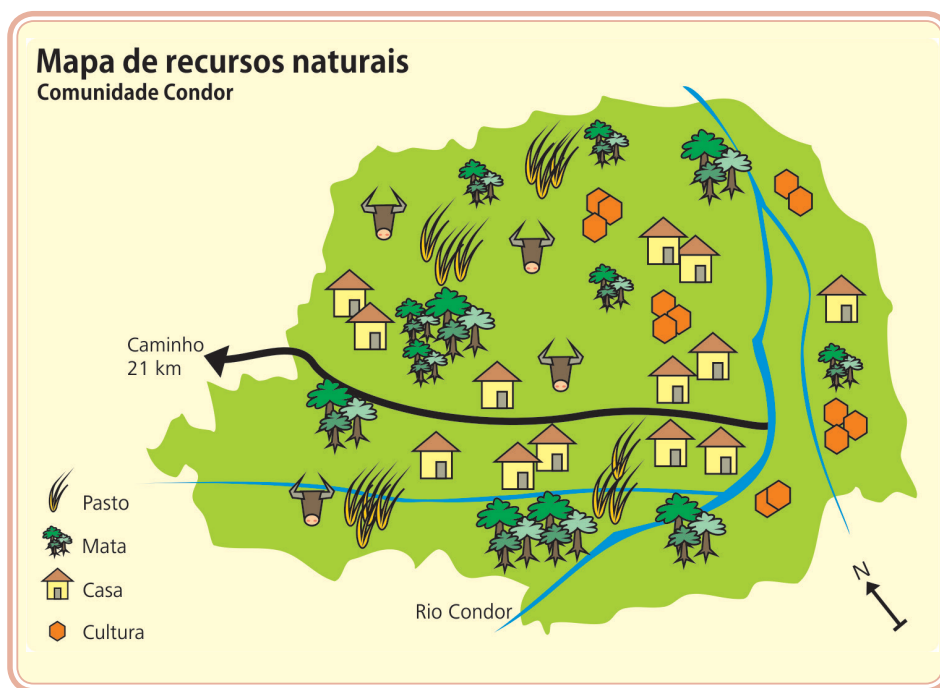 Mapa de recursos naturais
Comunidade Condor
Caminho
21 km
Pasto
Mata
Casa
Cultura
Rio Condor
N